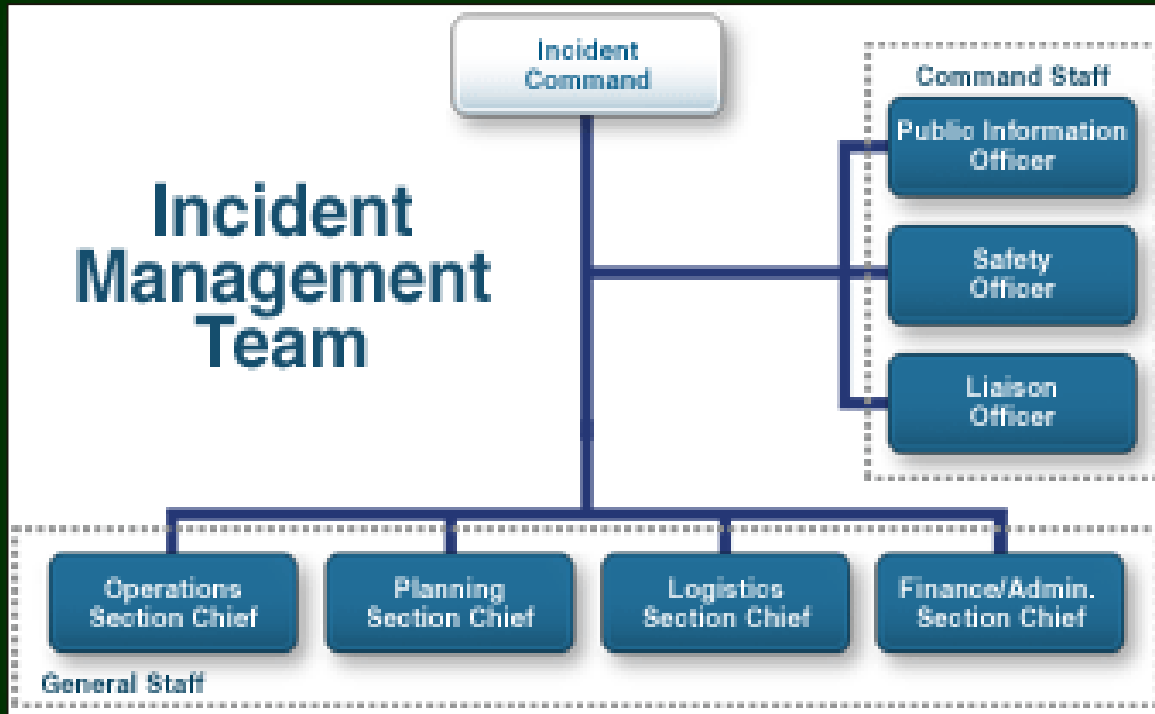 Incident
Command
Command Staff
Public Information
Officer
Incident
Management
Team
Safety
Officer
Liaison
Officer
Operations
Section Chief
Planning
Section Chief
Logistics
Section Chief
Finance/Admin.
Section Chief
General Staff